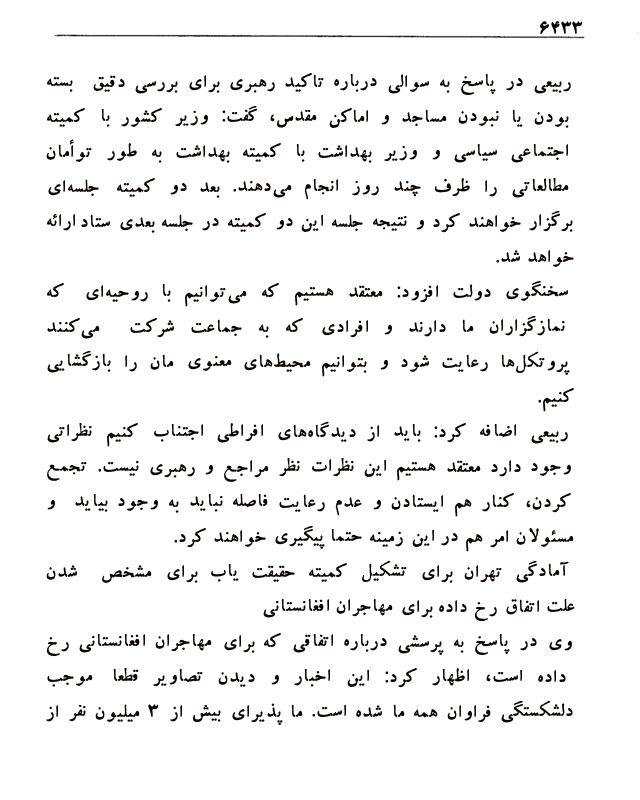 ۶۴۳۳
ربیعی در پاسخ به سوالی درباره تاکید رهبری برای بررسی دقیق بسته
بودن یا نبودن مساجد و اماکن مقدس، گفت: وزیر کشور با کمیته
اجتماعی سیاسی و وزیر بهداشت با کمیته بهداشت به طور توأمان
مطالعاتی را ظرف چند روز انجام می‌دهند. بعد دو کمیته جلسه‌ای
برگزار خواهند کرد و نتیجه جلسه این دو کمیته در جلسه بعدی ستاد ارائه
خواهد شد.
سخنگوی دولت افزود: معتقد هستیم که می‌توانیم با روحیه‌ای که
نمازگزاران ما دارند و افرادی که به جماعت شرکت می‌کنند
پروتکل‌ها رعایت شود و بتوانیم محیط‌های معنوی مان را بازگشایی
کنیم.
ربیعی اضافه کرد: باید از دیدگاه‌های افراطی اجتناب کنیم نظراتی
وجود دارد معتقد هستیم این نظرات نظر مراجع و رهبری نیست. تجمع
کردن، کنار هم ایستادن و عدم رعایت فاصله نباید به وجود بیاید و
مسئولان امر هم در این زمینه حتما پیگیری خواهند کرد.
آمادگی تهران برای تشکیل کمیته حقیقت یاب برای مشخص شدن
علت اتفاق رخ داده برای مهاجران افغانستانی
وی در پاسخ به پرسشی درباره اتفاقی که برای مهاجران افغانستانی رخ
داده است، اظهار کرد: این اخبار و دیدن تصاویر قطعا موجب
دلشکستگی فراوان همه ما شده است. ما پذیرای بیش از ۳ میلیون نفر از